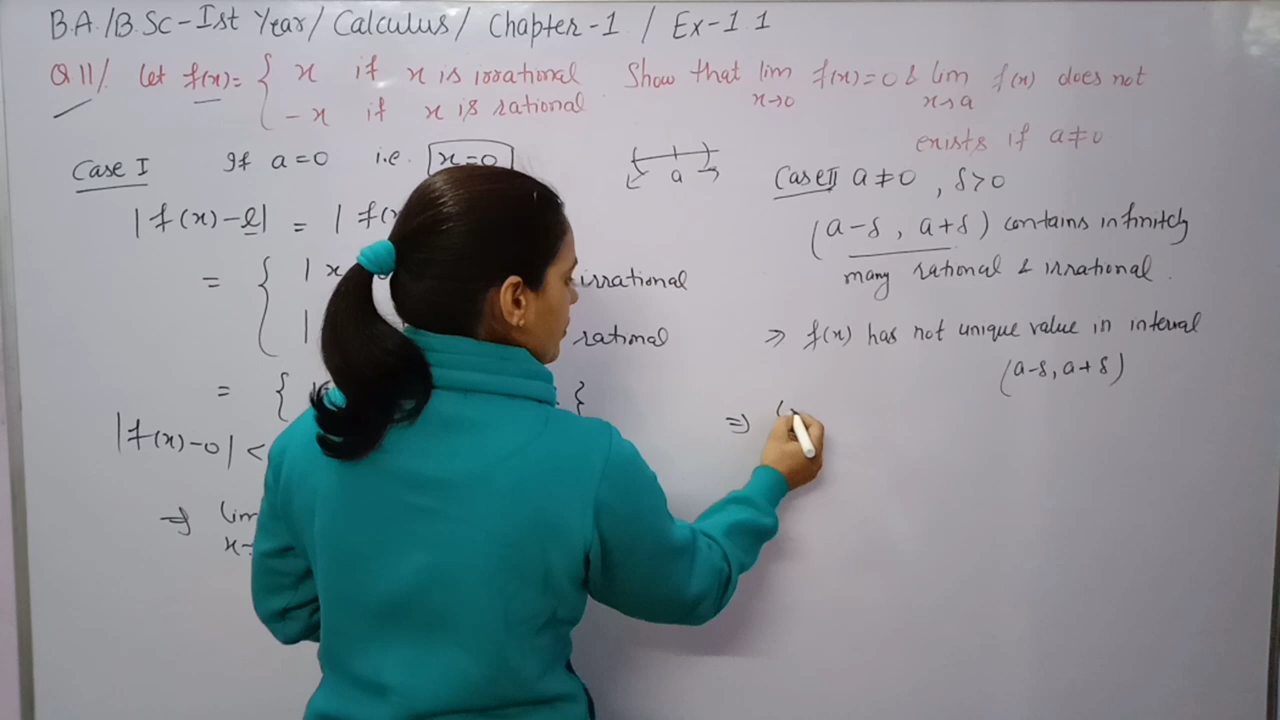 B.A./B.Sc-Ist Year/ Calculus/ Chapter-1 / Ex-1.1
Q.11/. Let f(x)= { x if x is irrational
-x if x is rational
Show that lim x→0 f(x)=0 & lim x→a f(x) does not
exists if a≠0
Case I If a=0 i.e. x=0
|f(x)-l| = | f(
= { | x irrational
| rational
= { | }
|f(x)-0| <
⇒ lim
x→
a
Case II a≠0 , δ>0
(a-δ, a+δ) contains infinitely
many rational & irrational.
⇒ f(x) has not unique value in interval
(a-δ, a+δ)
⇒